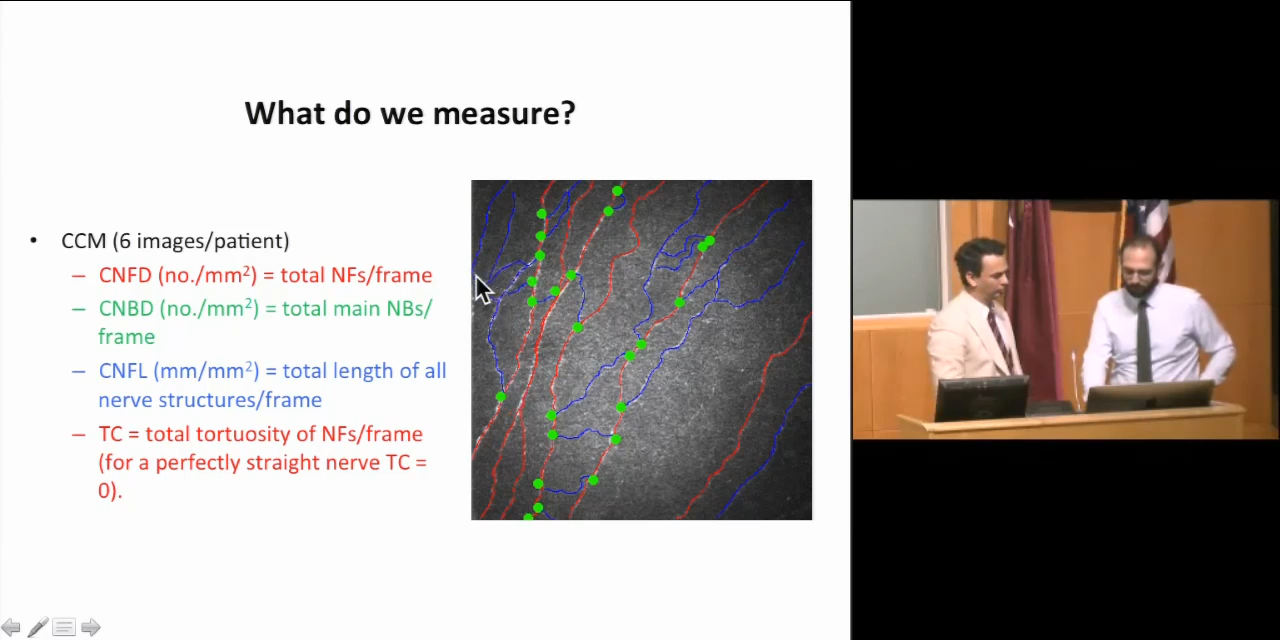 What do we measure?
• CCM (6 images/patient)
– CNFD (no./mm²) = total NFs/frame
– CNBD (no./mm²) = total main NBs/
frame
– CNFL (mm/mm²) = total length of all
nerve structures/frame
– TC = total tortuosity of NFs/frame
(for a perfectly straight nerve TC =
0).